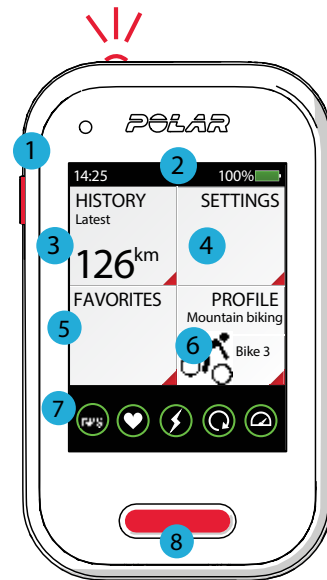 POLAR
1
2
14:25 100%
HISTORY
Latest
3
126km
SETTINGS
4
FAVORITES
5
PROFILE
Mountain biking
6
Bike 3
7
8